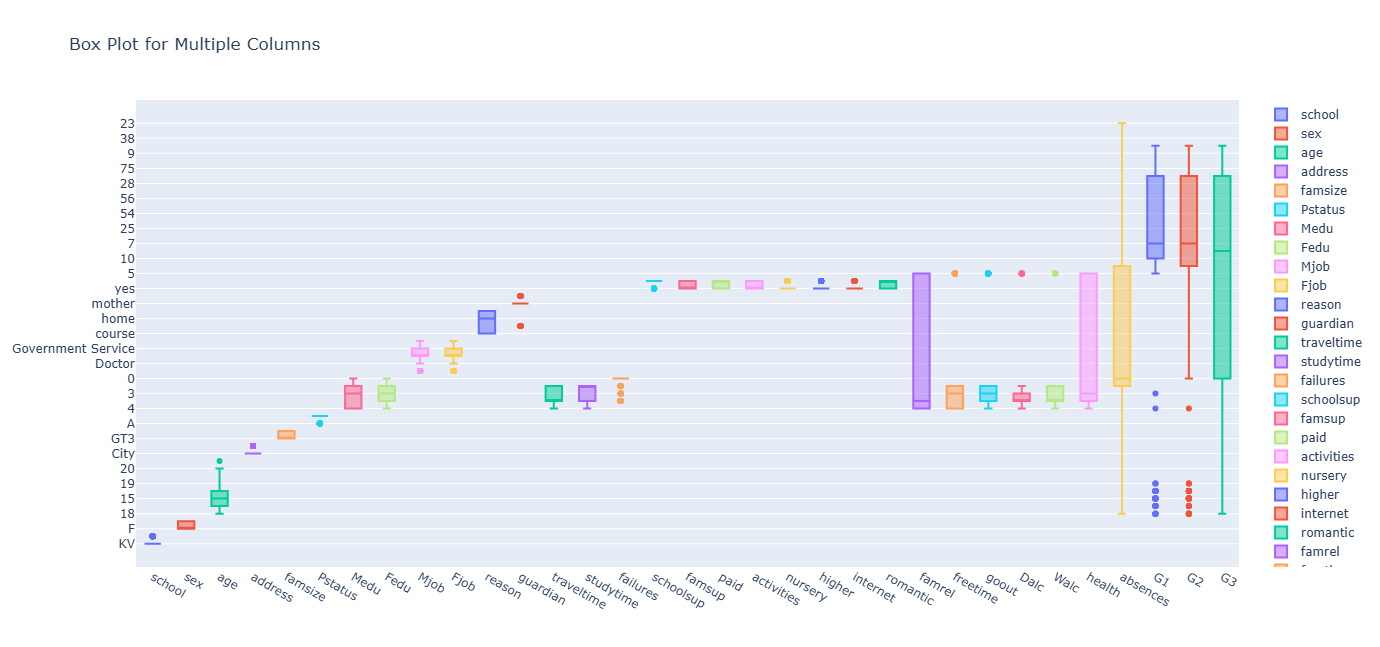 Box Plot for Multiple Columns
23
38
9
75
28
56
54
25
7
10
5
yes
mother
home
course
Government Service
Doctor
0
3
4
A
GT3
City
20
19
15
18
F
KV
school
sex
age
address
famsize
Pstatus
Medu
Fedu
Mjob
Fjob
reason
guardian
traveltime
studytime
failures
schoolsup
famsup
paid
activities
nursery
higher
internet
romantic
famrel
freetime
goout
Dalc
Walc
health
absences
G1
G2
G3
school
sex
age
address
famsize
Pstatus
Medu
Fedu
Mjob
Fjob
reason
guardian
traveltime
studytime
failures
schoolsup
famsup
paid
activities
nursery
higher
internet
romantic
famrel